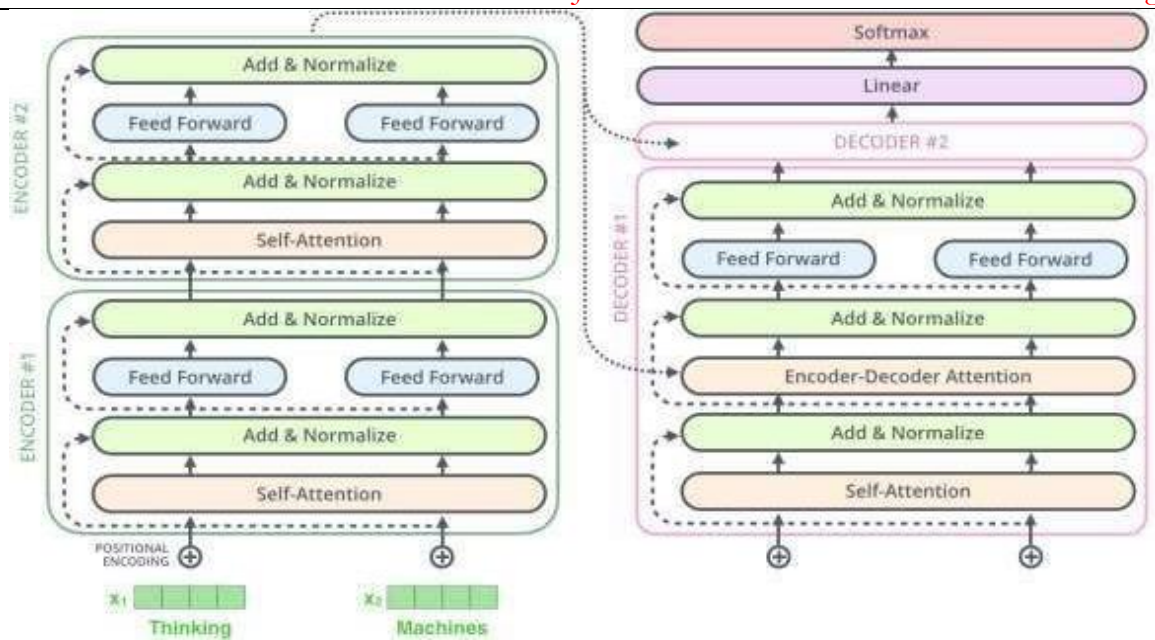 ENCODER #2
Add & Normalize
Feed Forward Feed Forward
Add & Normalize
Self-Attention
ENCODER #1
Add & Normalize
Feed Forward Feed Forward
Add & Normalize
Self-Attention
POSITIONAL
ENCODING
X1 X2
Thinking Machines
Softmax
Linear
DECODER #2
DECODER #1
Add & Normalize
Feed Forward Feed Forward
Add & Normalize
Encoder-Decoder Attention
Add & Normalize
Self-Attention